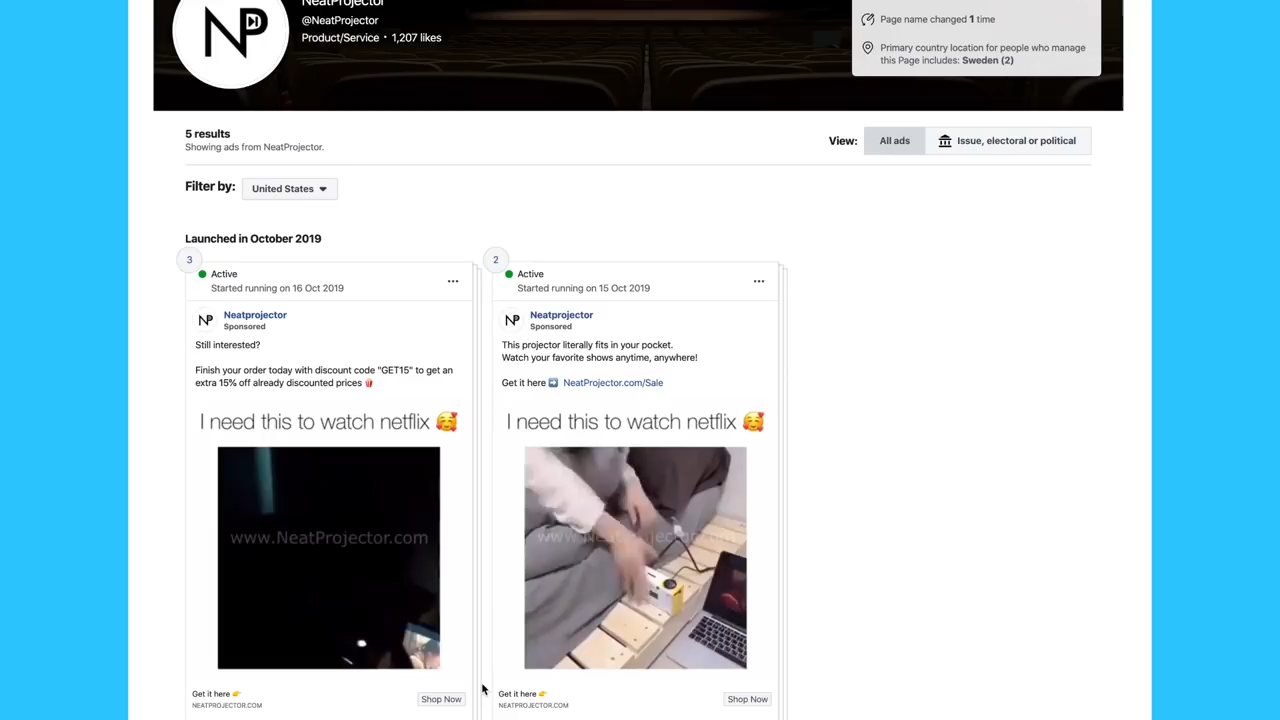 NeatProjector
@NeatProjector
Product/Service · 1,207 likes
Page name changed 1 time
Primary country location for people who manage
this Page includes: Sweden (2)
5 results
Showing ads from NeatProjector.
View:
All ads
Issue, electoral or political
Filter by:
United States
Launched in October 2019
3
Active
Started running on 16 Oct 2019
NP
Neatprojector
Sponsored
Still interested?
Finish your order today with discount code "GET15" to get an
extra 15% off already discounted prices 🍿
I need this to watch netflix 🥰
www.NeatProjector.com
Get it here 👉
NEATPROJECTOR.COM
Shop Now
2
Active
Started running on 15 Oct 2019
NP
Neatprojector
Sponsored
This projector literally fits in your pocket.
Watch your favorite shows anytime, anywhere!
Get it here ➡️ NeatProjector.com/Sale
I need this to watch netflix 🥰
www.NeatProjector.com
Get it here 👉
NEATPROJECTOR.COM
Shop Now